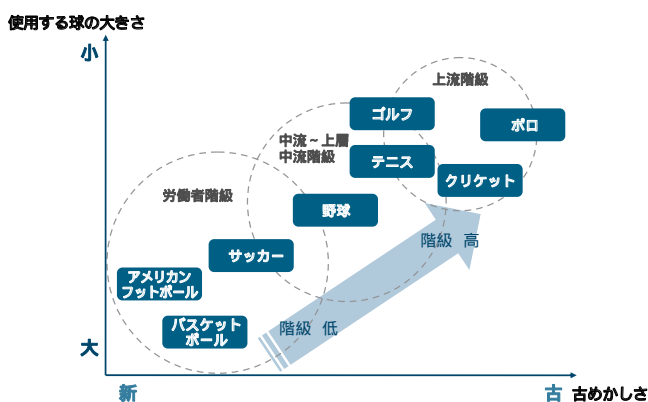 使用する球の大きさ
小
上流階級
ゴルフ
ポロ
中流~上層
中流階級
テニス
クリケット
労働者階級
野球
階級 高
サッカー
アメリカン
フットボール
バスケット
ボール
階級 低
大
新
古
古めかしさ